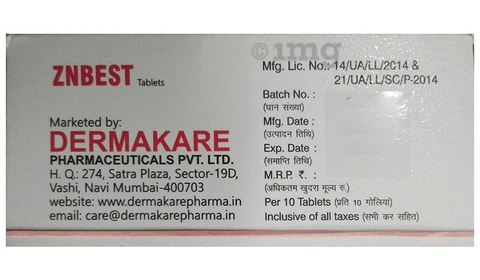 © 1mg
ZNBEST Tablets
Marketed by:
DERMAKARE
PHARMACEUTICALS PVT. LTD.
H. Q.: 274, Satra Plaza, Sector-19D,
Vashi, Navi Mumbai-400703
website: www.dermakarepharma.in
email: care@dermakarepharma.in
Mfg. Lic. No.: 14/UA/LL/2014 &
21/UA/LL/SC/P-2014
Batch No. :
(घान संख्या)
Mfg. Date :
(उत्पादन तिथि)
Exp. Date :
(समाप्ति तिथि)
M.R.P. ₹. :
(अधिकतम खुदरा मूल्य रु.)
Per 10 Tablets (प्रति 10 गोलियां)
Inclusive of all taxes (सभी कर सहित)